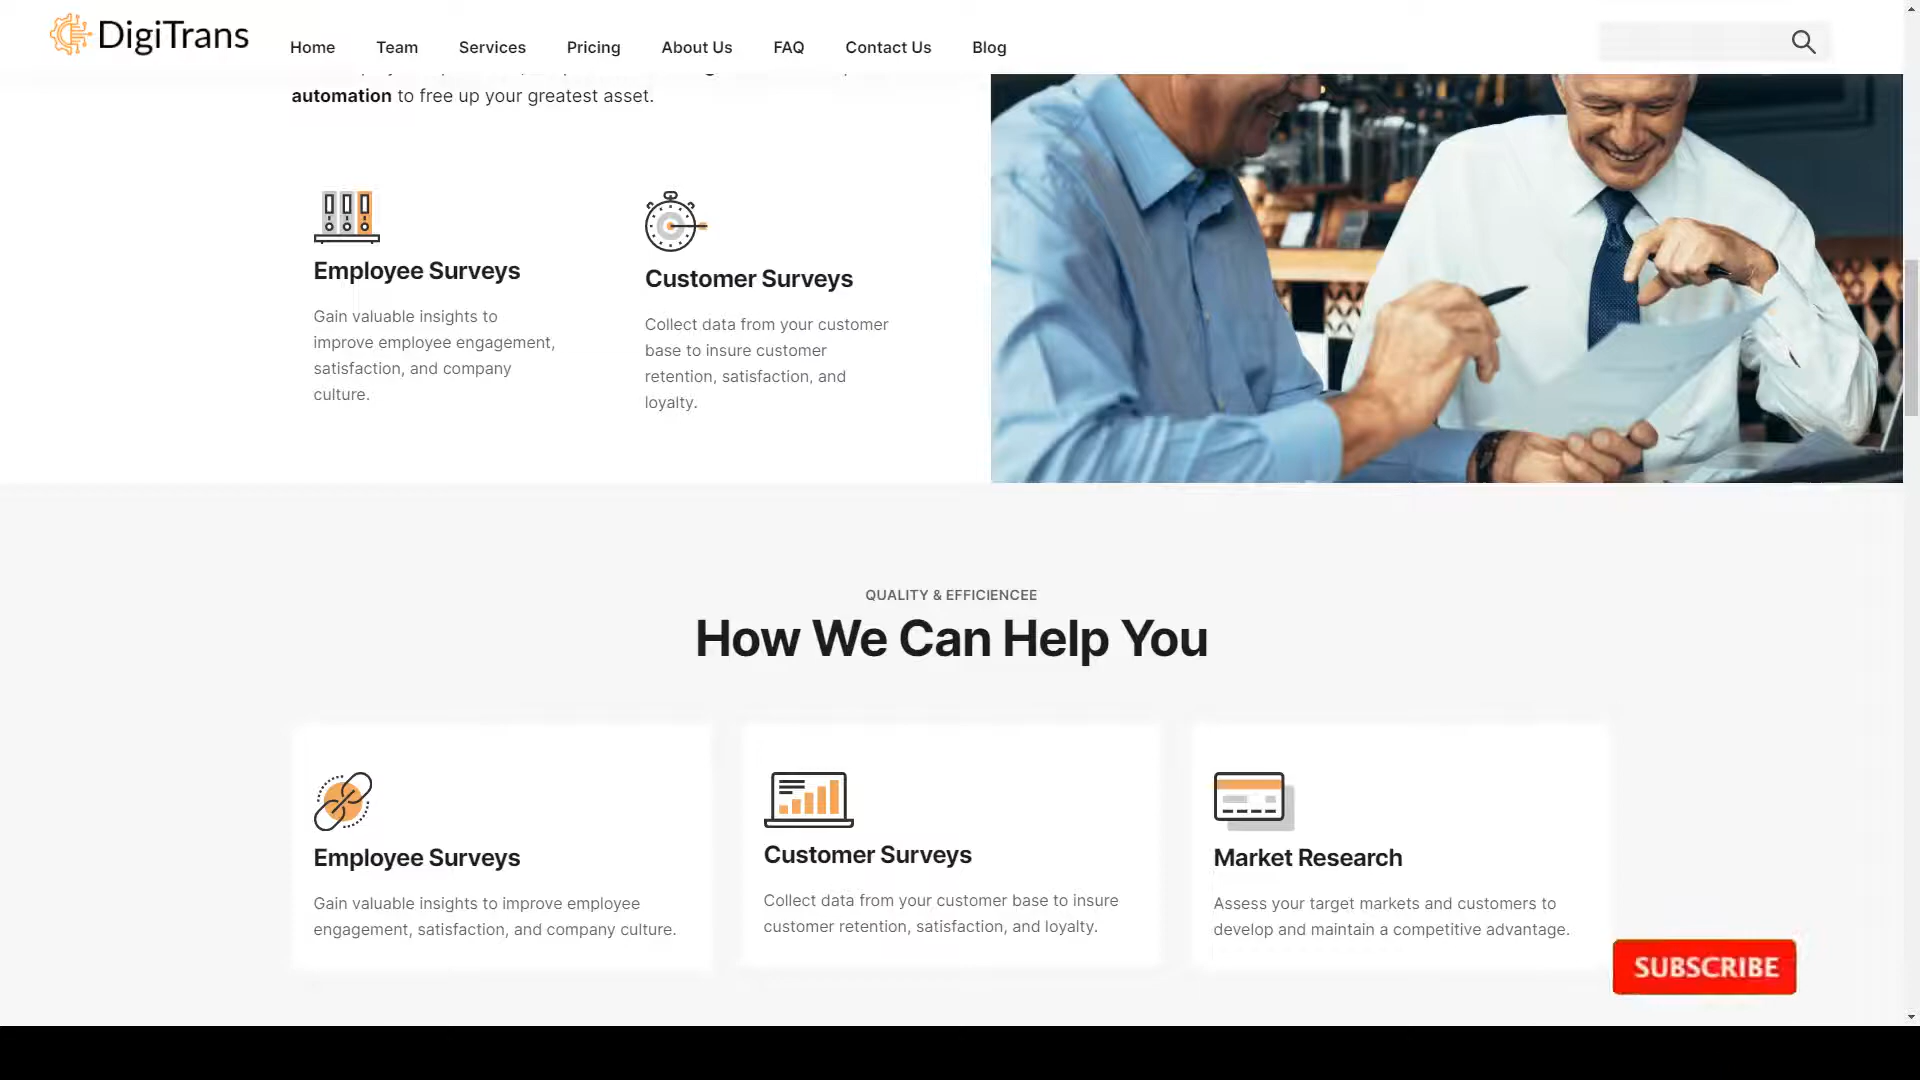 DigiTrans
Home Team Services Pricing About Us FAQ Contact Us Blog
automation to free up your greatest asset.
Employee Surveys
Gain valuable insights to
improve employee engagement,
satisfaction, and company
culture.
Customer Surveys
Collect data from your customer
base to insure customer
retention, satisfaction, and
loyalty.
QUALITY & EFFICIENCEE
How We Can Help You
Employee Surveys
Gain valuable insights to improve employee
engagement, satisfaction, and company culture.
Customer Surveys
Collect data from your customer base to insure
customer retention, satisfaction, and loyalty.
Market Research
Assess your target markets and customers to
develop and maintain a competitive advantage.
SUBSCRIBE